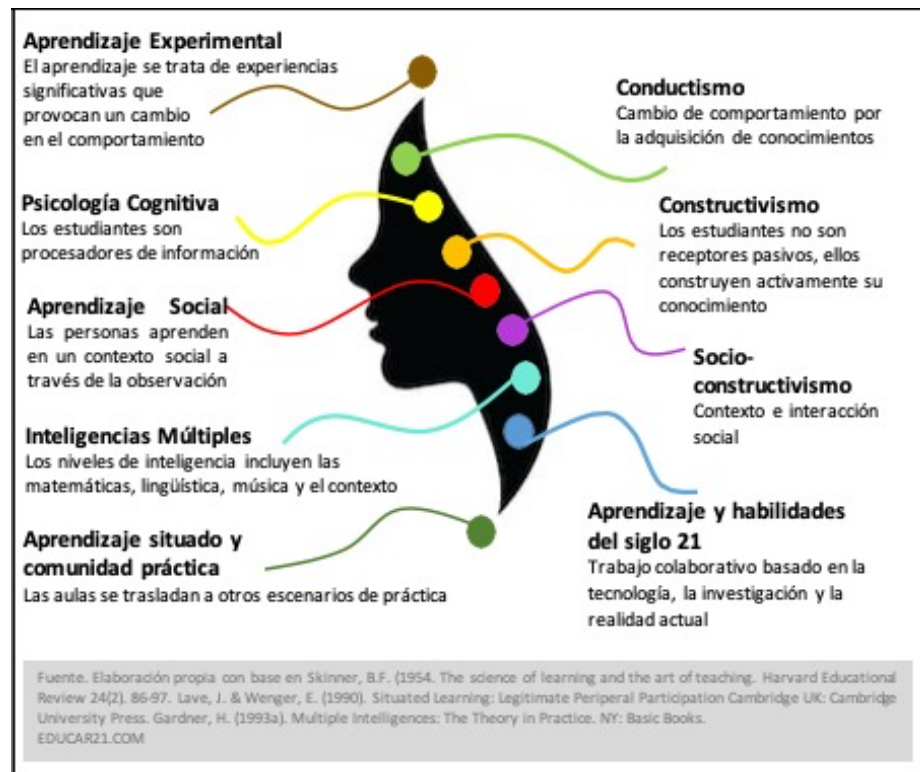 Aprendizaje Experimental
El aprendizaje se trata de experiencias
significativas que
provocan un cambio
en el comportamiento
Conductismo
Cambio de comportamiento por
la adquisición de conocimientos
Psicología Cognitiva
Los estudiantes son
procesadores de información
Constructivismo
Los estudiantes no son
receptores pasivos, ellos
construyen activamente su
conocimiento
Aprendizaje Social
Las personas aprenden
en un contexto social a
través de la observación
Socio-
constructivismo
Contexto e interacción
social
Inteligencias Múltiples
Los niveles de inteligencia incluyen las
matemáticas, lingüística, música y el contexto
Aprendizaje y habilidades
del siglo 21
Trabajo colaborativo basado en la
tecnología, la investigación y la
realidad actual
Aprendizaje situado y
comunidad práctica
Las aulas se trasladan a otros escenarios de práctica
Fuente. Elaboración propia con base en Skinner, B.F. (1954. The science of learning and the art of teaching. Harvard Educational
Review 24(2). 86-97. Lave, J. & Wenger, E. (1990). Situated Learning: Legitimate Periperal Participation Cambridge UK: Cambridge
University Press. Gardner, H. (1993a). Multiple Intelligences: The Theory in Practice. NY: Basic Books.
EDUCAR21.COM